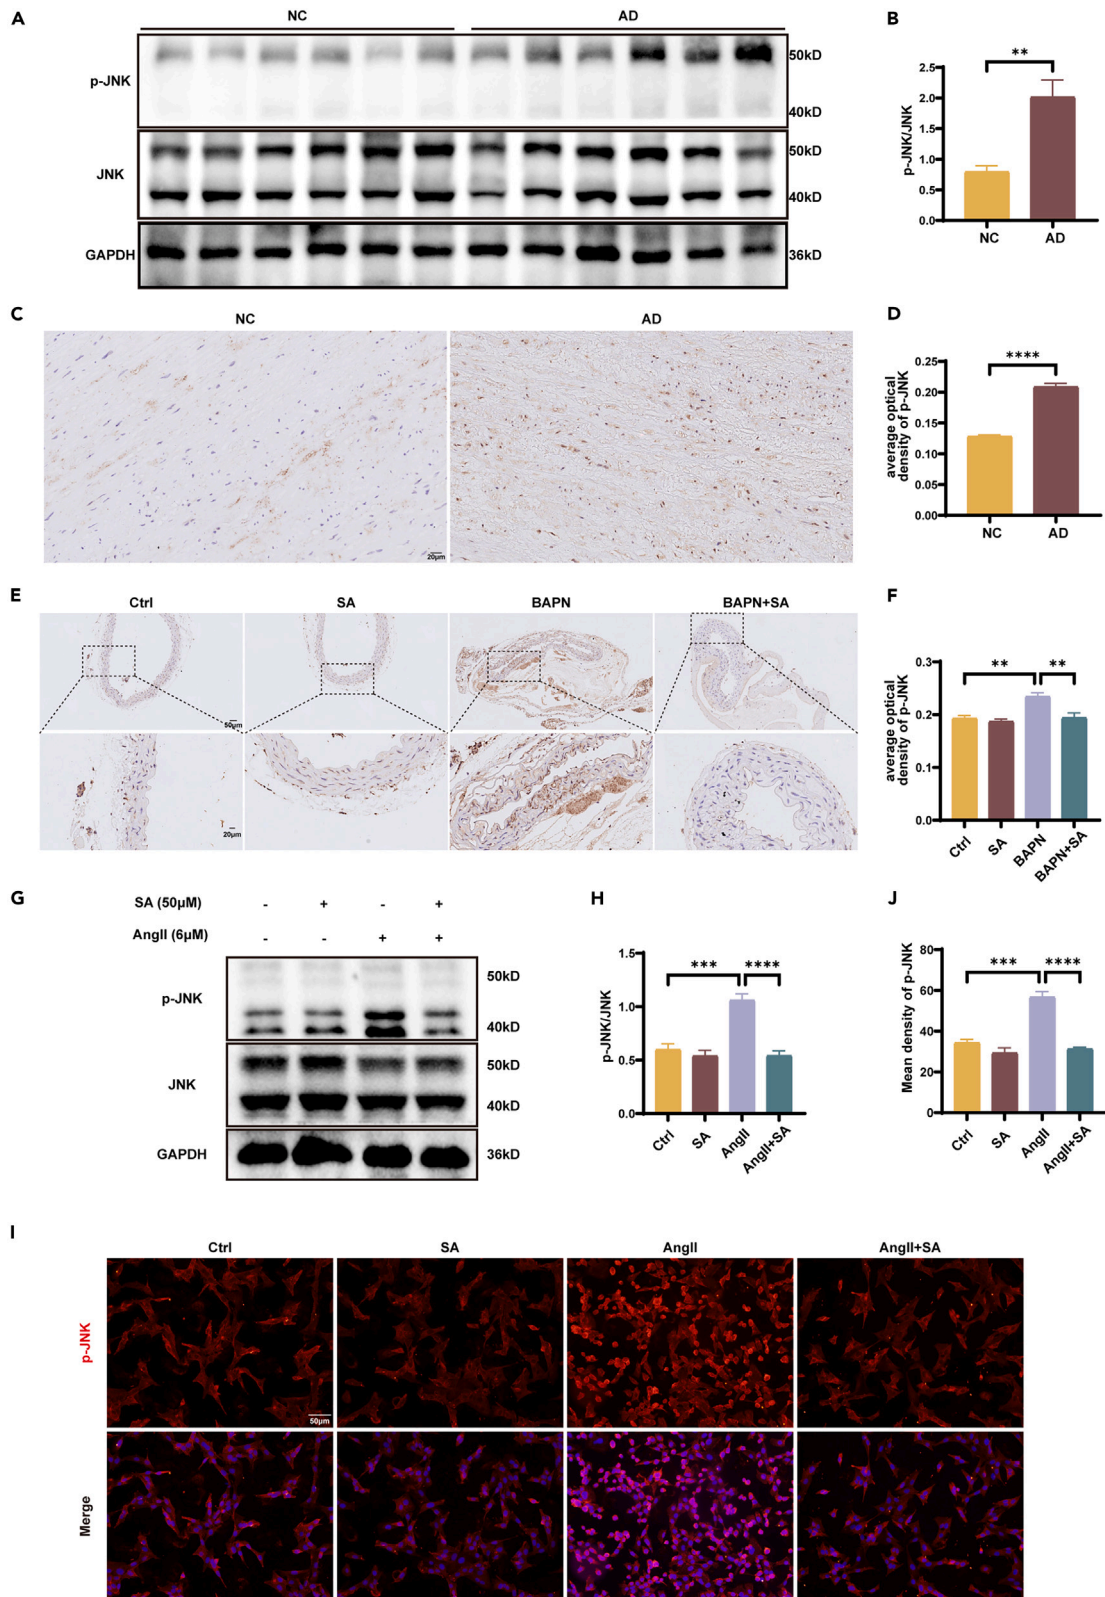 A
NC
AD
p-JNK
50kD
40kD
JNK
50kD
40kD
GAPDH
36kD
B
**
p-JNK/JNK
2.5
2.0
1.5
1.0
0.5
0.0
NC
AD
C
NC
AD
20μm
D
****
average optical
density of p-JNK
0.25
0.20
0.15
0.10
0.05
0.00
NC
AD
E
Ctrl
SA
BAPN
BAPN+SA
50μm
20μm
F
**
**
average optical
density of p-JNK
0.3
0.2
0.1
0.0
Ctrl
SA
BAPN
BAPN+SA
G
SA (50μM)
-
+
-
+
AngII (6μM)
-
-
+
+
p-JNK
50kD
40kD
JNK
50kD
40kD
GAPDH
36kD
H
***
****
p-JNK/JNK
1.5
1.0
0.5
0.0
Ctrl
SA
AngII
AngII+SA
J
***
****
Mean density of p-JNK
80
60
40
20
0
Ctrl
SA
AngII
AngII+SA
I
Ctrl
SA
AngII
AngII+SA
p-JNK
50μm
Merge